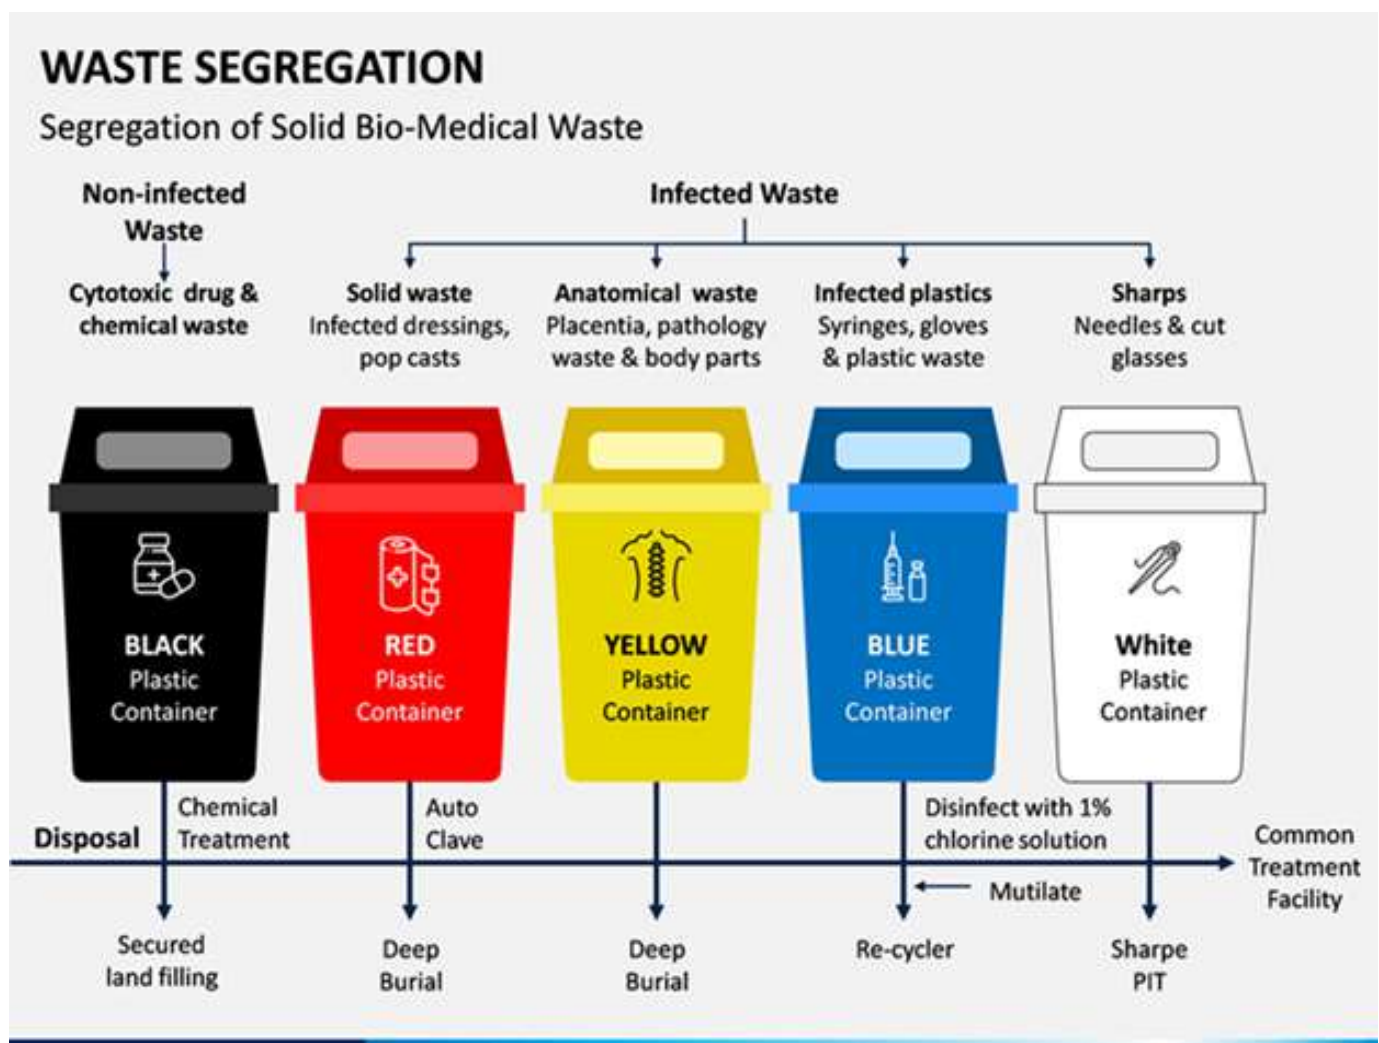 WASTE SEGREGATION
Segregation of Solid Bio-Medical Waste
Non-infected
Waste
Infected Waste
Cytotoxic drug &
chemical waste
Solid waste
Infected dressings,
pop casts
Anatomical waste
Placentia, pathology
waste & body parts
Infected plastics
Syringes, gloves
& plastic waste
Sharps
Needles & cut
glasses
BLACK
Plastic
Container
RED
Plastic
Container
YELLOW
Plastic
Container
BLUE
Plastic
Container
White
Plastic
Container
Disposal
Chemical
Treatment
Auto
Clave
Disinfect with 1%
chlorine solution
Mutilate
Common
Treatment
Facility
Secured
land filling
Deep
Burial
Deep
Burial
Re-cycler
Sharpe
PIT